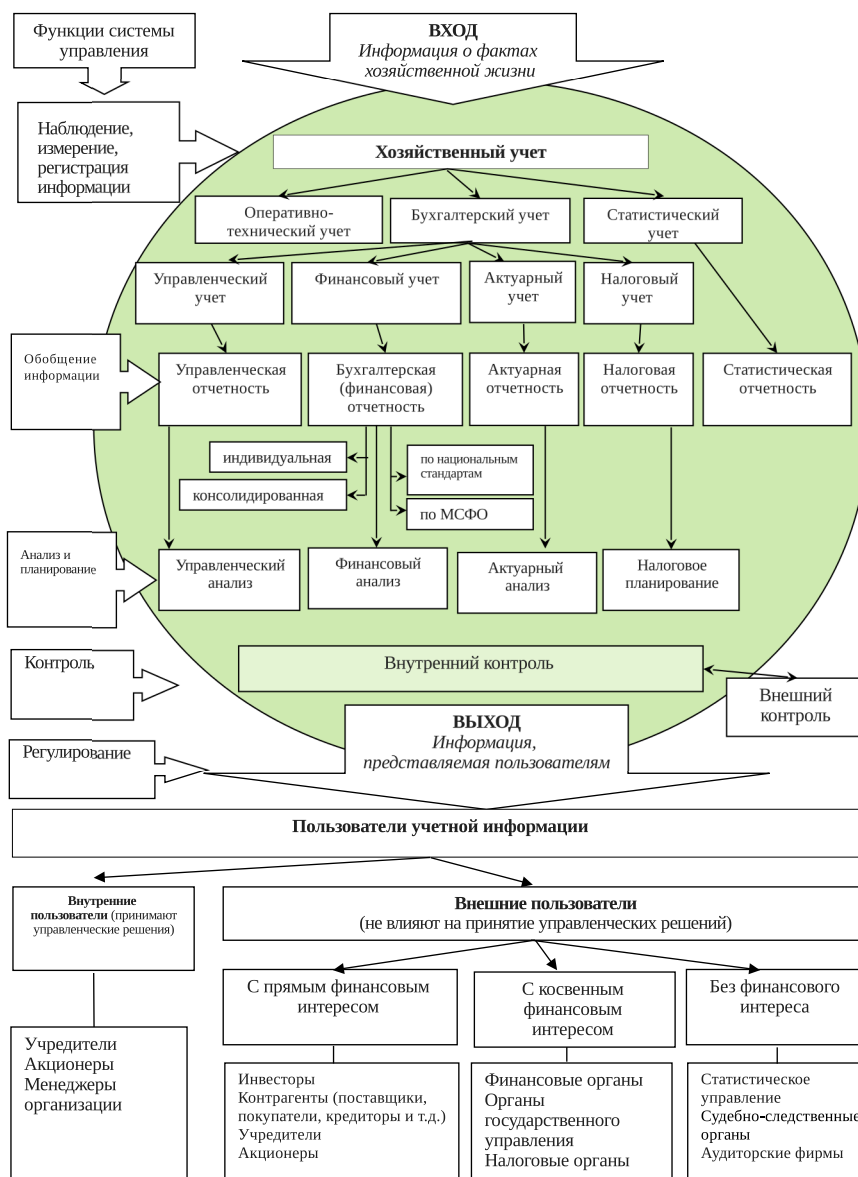 Функции системы
управления
ВХОД
Информация о фактах
хозяйственной жизни
Наблюдение,
измерение,
регистрация
информации
Хозяйственный учет
Оперативно-
технический учет
Бухгалтерский учет
Статистический
учет
Управленческий
учет
Финансовый учет
Актуарный
учет
Налоговый
учет
Обобщение
информации
Управленческая
отчетность
Бухгалтерская
(финансовая)
отчетность
Актуарная
отчетность
Налоговая
отчетность
Статистическая
отчетность
индивидуальная
консолидированная
по национальным
стандартам
по МСФО
Анализ и
планирование
Управленческий
анализ
Финансовый
анализ
Актуарный
анализ
Налоговое
планирование
Контроль
Внутренний контроль
Внешний
контроль
ВЫХОД
Информация,
представляемая пользователям
Регулирование
Пользователи учетной информации
Внутренние
пользователи (принимают
управленческие решения)
Внешние пользователи
(не влияют на принятие управленческих решений)
С прямым финансовым
интересом
С косвенным
финансовым
интересом
Без финансового
интереса
Учредители
Акционеры
Менеджеры
организации
Инвесторы
Контрагенты (поставщики,
покупатели, кредиторы и т.д.)
Учредители
Акционеры
Финансовые органы
Органы
государственного
управления
Налоговые органы
Статистическое
управление
Судебно-следственные
органы
Аудиторские фирмы